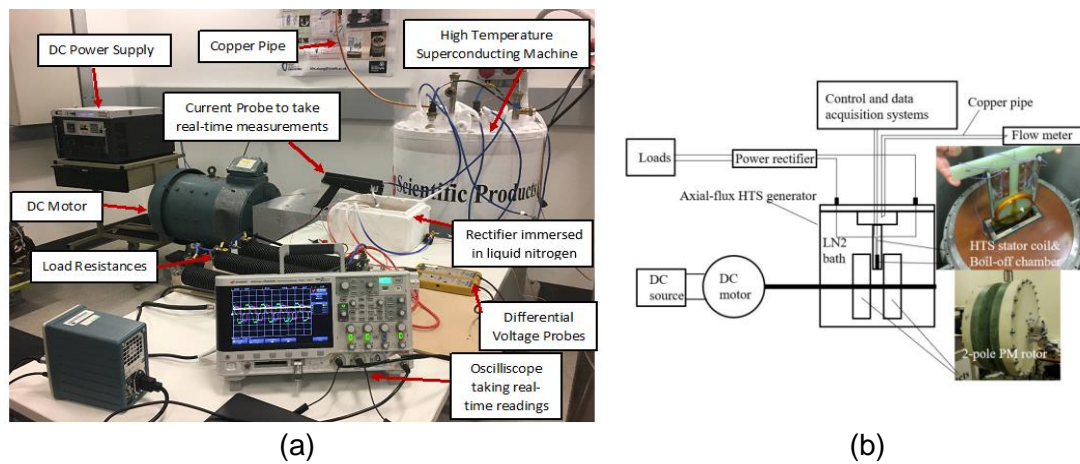 DC Power Supply
Copper Pipe
High Temperature
Superconducting Machine
Current Probe to take
real-time measurements
DC Motor
Scientific Products
Load Resistances
Rectifier immersed
in liquid nitrogen
Differential
Voltage Probes
Oscilliscope
taking real-
time readings
(a)
Control and data
acquisition systems
Copper pipe
Flow meter
Loads
Power rectifier
Axial-flux HTS generator
LN2
bath
HTS stator coil&
Boil-off chamber
DC
source
DC
motor
2-pole PM rotor
(b)